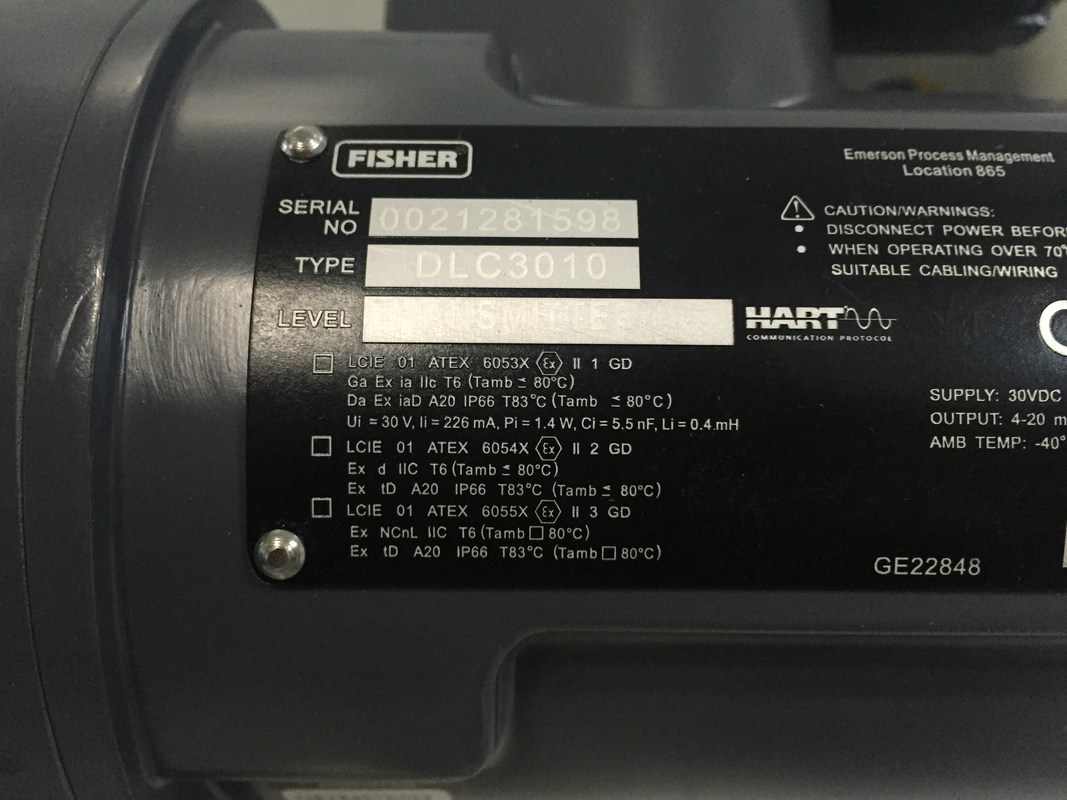 FISHER
Emerson Process Management
Location 865
SERIAL NO 0021281598
TYPE DLC3010
LEVEL
HART
COMMUNICATION PROTOCOL
CAUTION/WARNINGS:
• DISCONNECT POWER BEFOR
• WHEN OPERATING OVER 70°
SUITABLE CABLING/WIRING
LCIE 01 ATEX 6053X Ex II 1 GD
Ga Ex ia IIc T6 (Tamb ≤ 80°C)
Da Ex iaD A20 IP66 T83°C (Tamb ≤ 80°C)
Ui = 30 V, Ii = 226 mA, Pi = 1.4 W, Ci = 5.5 nF, Li = 0.4 mH
□ LCIE 01 ATEX 6054X Ex II 2 GD
Ex d IIC T6 (Tamb ≤ 80°C)
Ex tD A20 IP66 T83°C (Tamb ≤ 80°C)
□ LCIE 01 ATEX 6055X Ex II 3 GD
Ex NCnL IIC T6 (Tamb □ 80°C)
Ex tD A20 IP66 T83°C (Tamb □ 80°C)
SUPPLY: 30VDC
OUTPUT: 4-20 m
AMB TEMP: -40°
GE22848